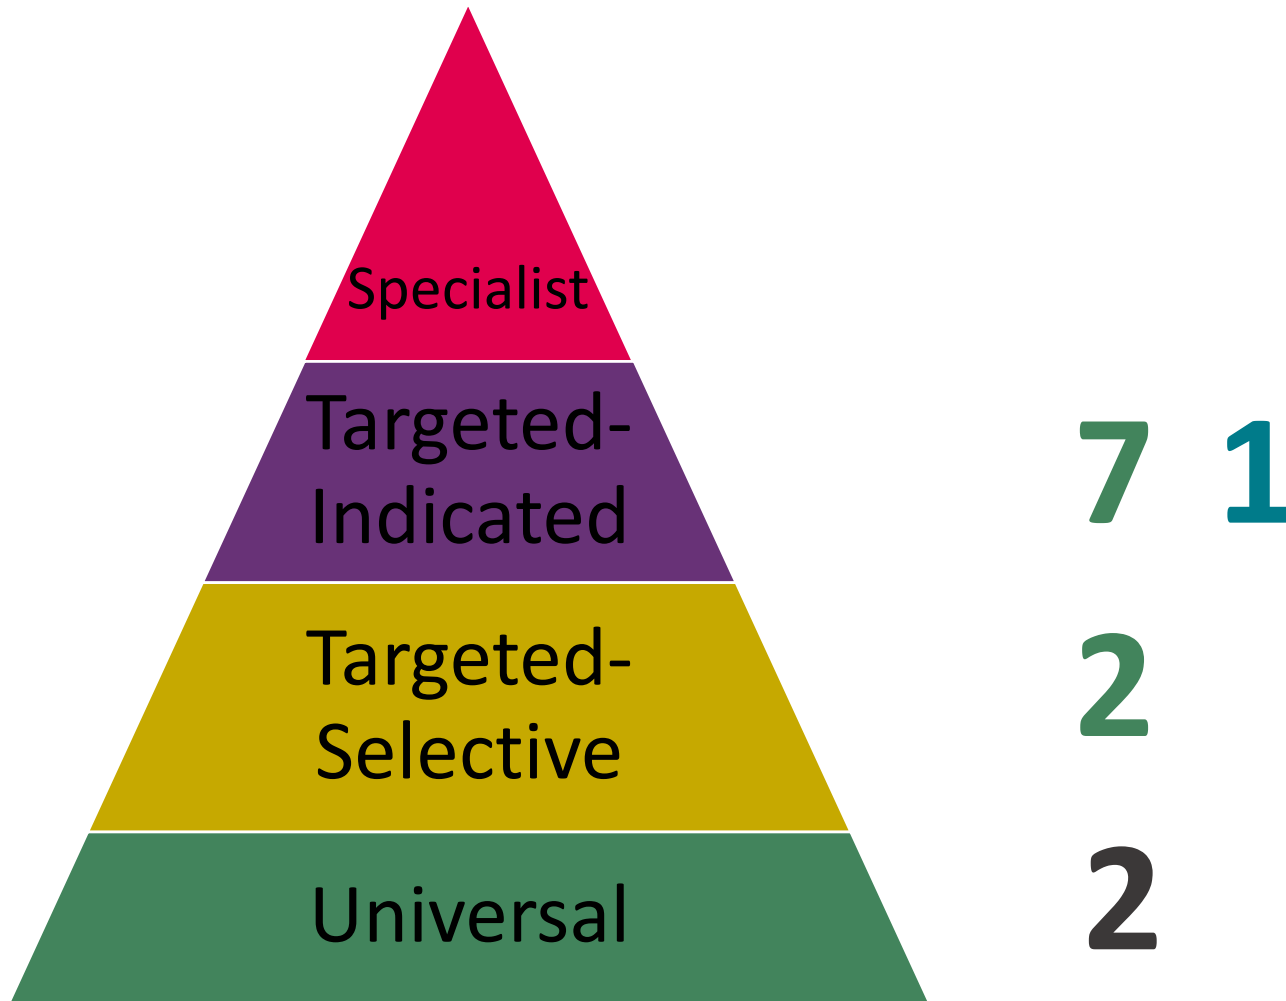 Specialist
Targeted-
Indicated
7 1
Targeted-
Selective
2
Universal
2